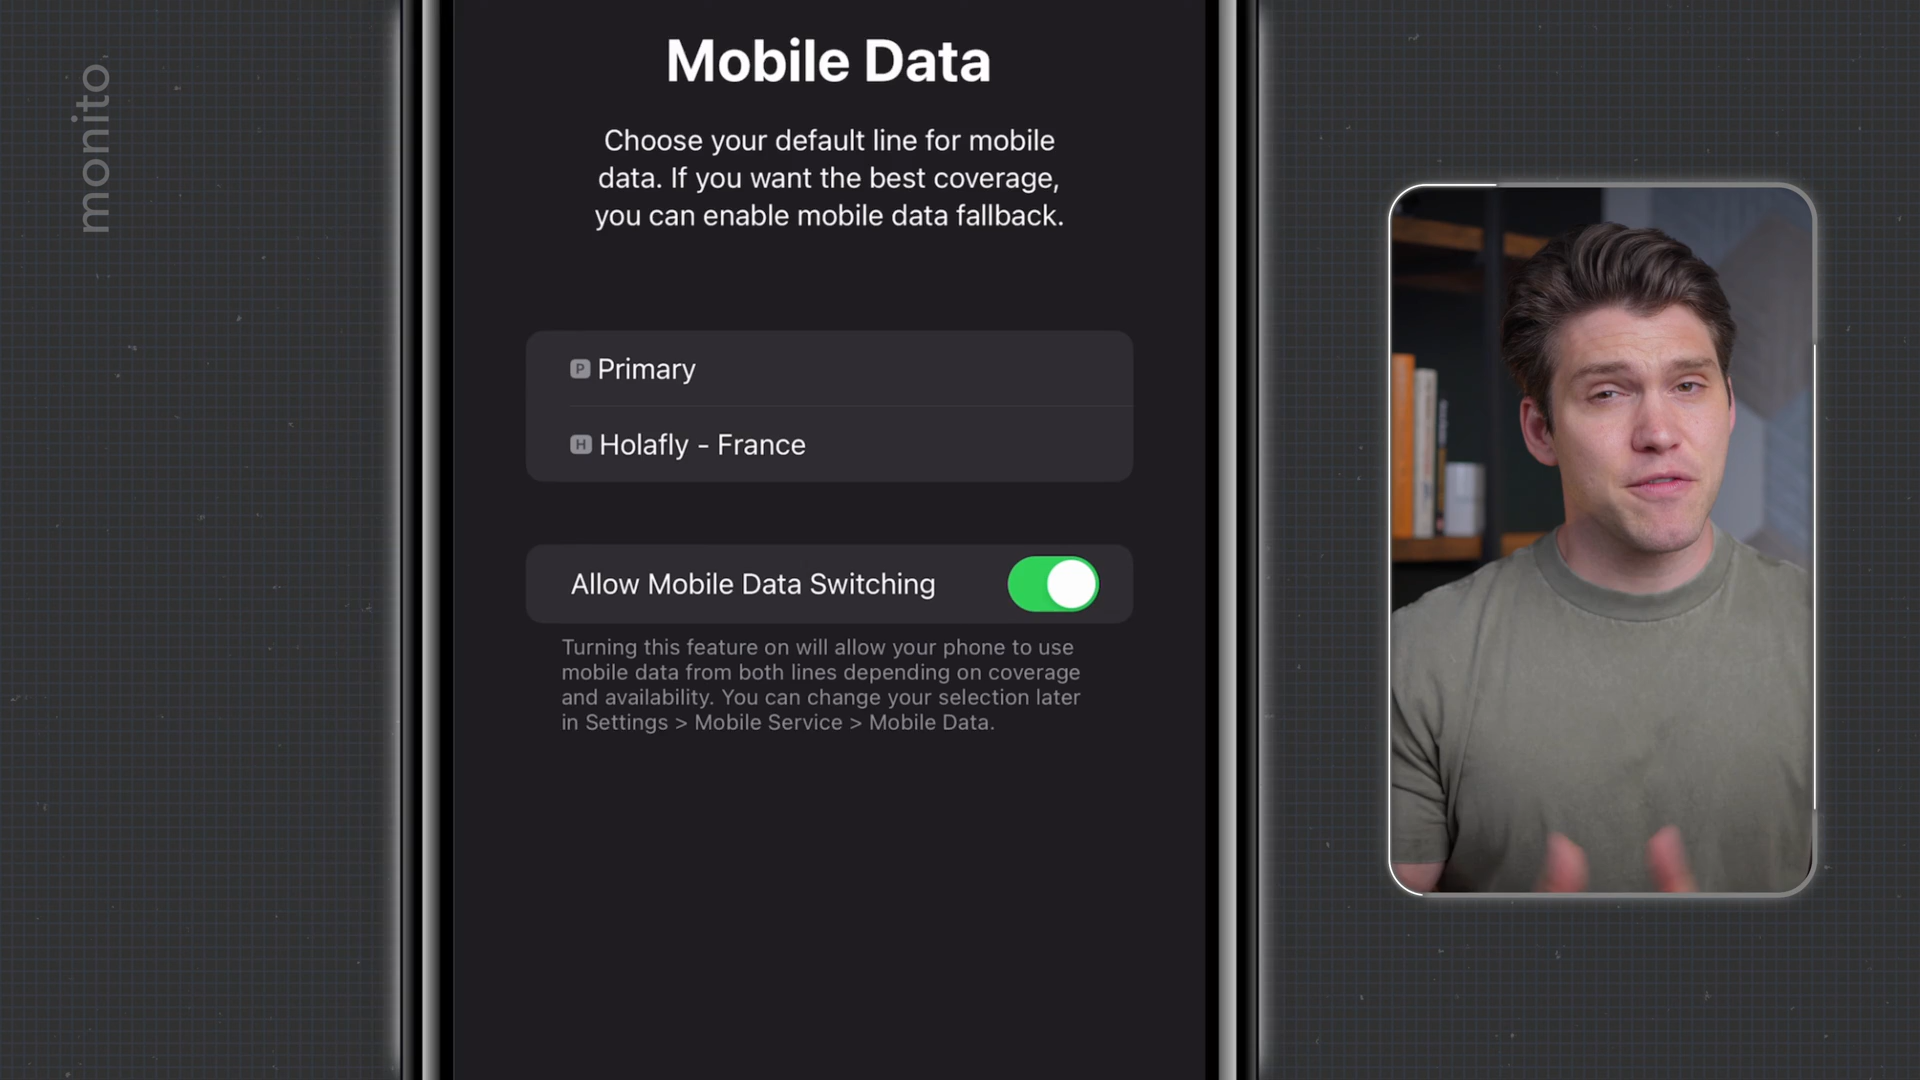 monito
Mobile Data
Choose your default line for mobile
data. If you want the best coverage,
you can enable mobile data fallback.
P Primary
H Holafly - France
Allow Mobile Data Switching
Turning this feature on will allow your phone to use
mobile data from both lines depending on coverage
and availability. You can change your selection later
in Settings > Mobile Service > Mobile Data.